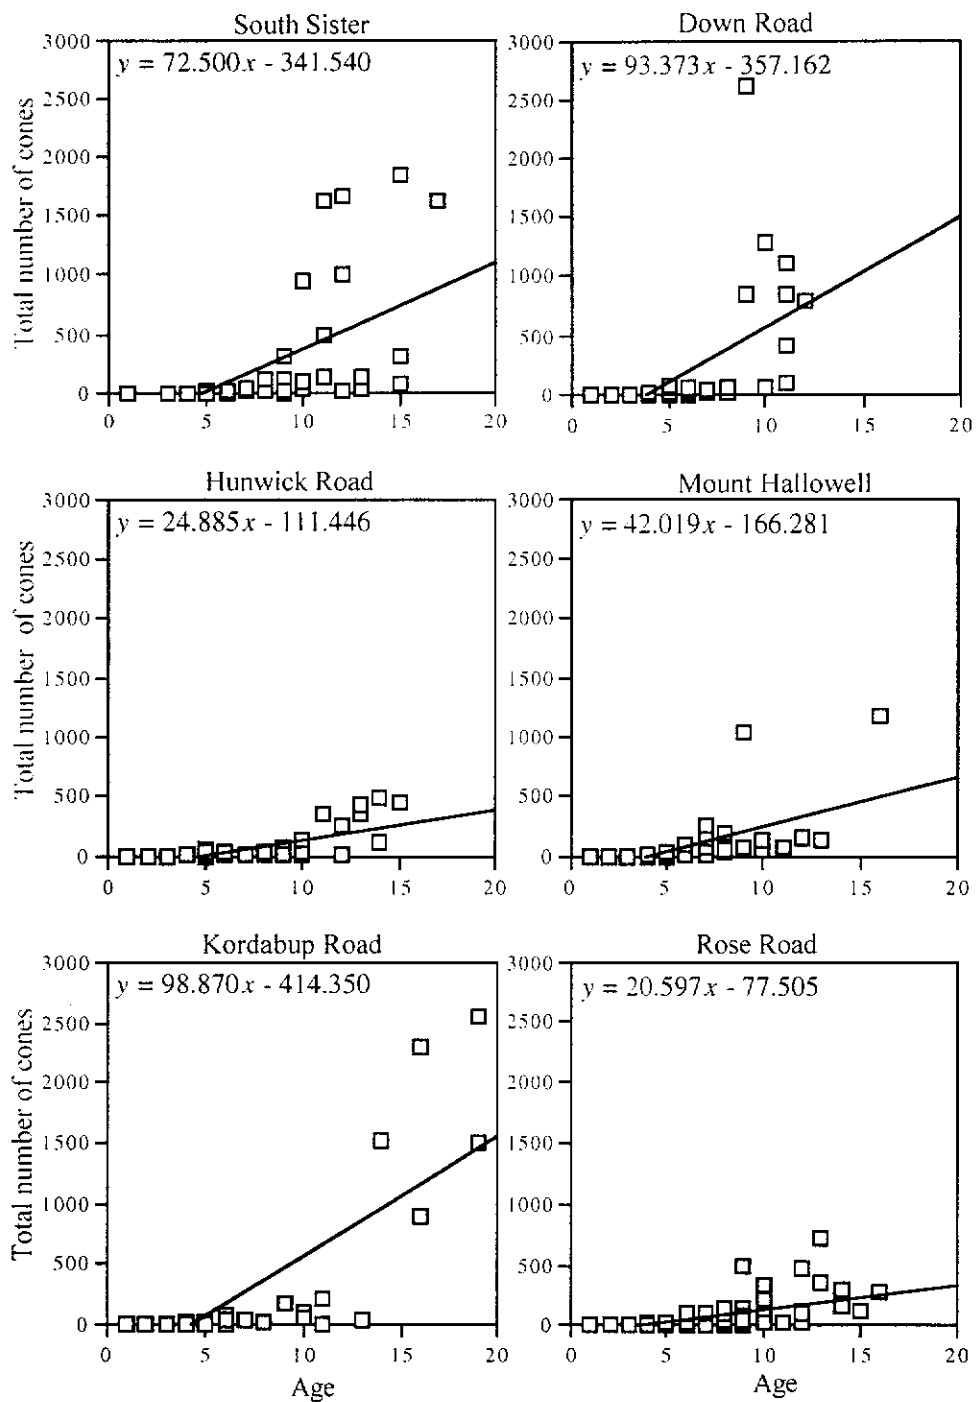 South Sister
y = 72.500x - 341.540
3000
2500
2000
1500
1000
500
0
0 5 10 15 20
Total number of cones
Down Road
y = 93.373x - 357.162
3000
2500
2000
1500
1000
500
0
0 5 10 15 20
Hunwick Road
y = 24.885x - 111.446
3000
2500
2000
1500
1000
500
0
0 5 10 15 20
Total number of cones
Mount Hallowell
y = 42.019x - 166.281
3000
2500
2000
1500
1000
500
0
0 5 10 15 20
Kordabup Road
y = 98.870x - 414.350
3000
2500
2000
1500
1000
500
0
0 5 10 15 20
Total number of cones
Age
Rose Road
y = 20.597x - 77.505
3000
2500
2000
1500
1000
500
0
0 5 10 15 20
Age